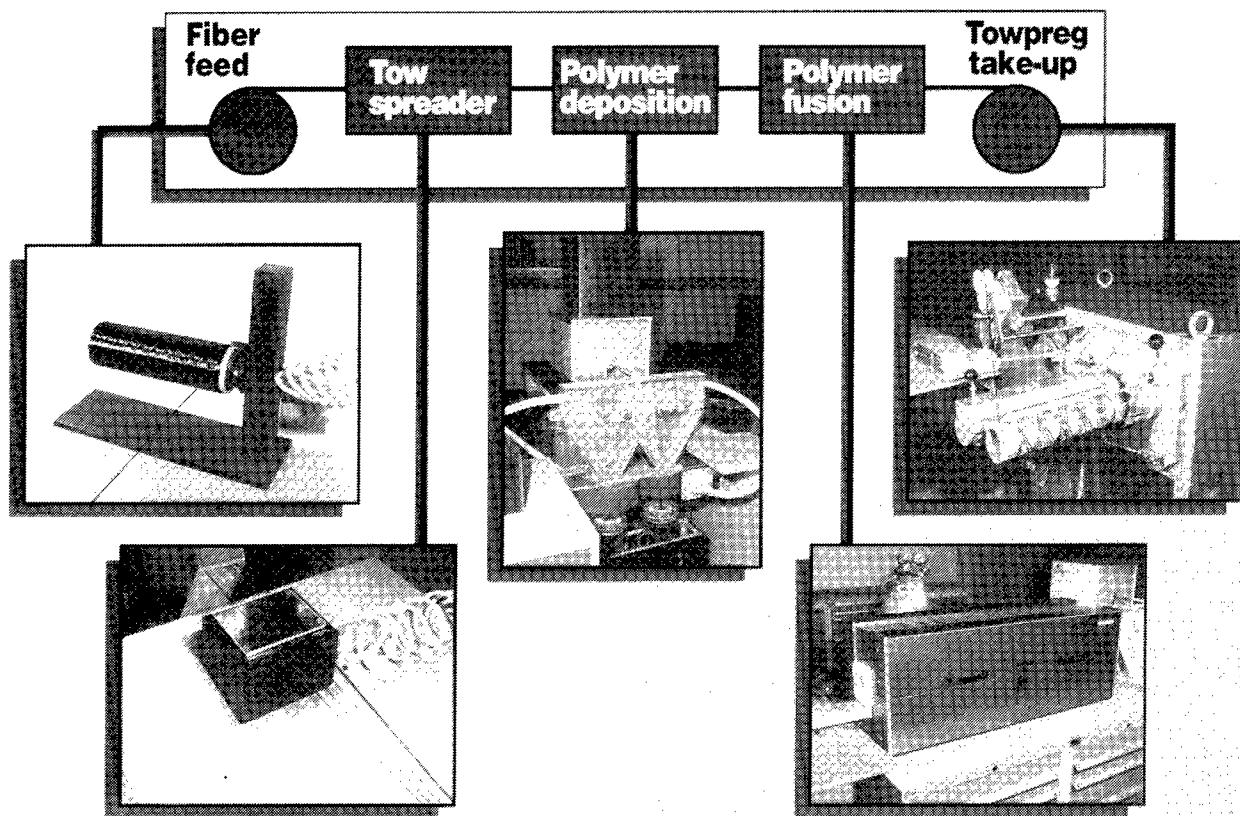 Fiber
feed
Tow
spreader
Polymer
deposition
Polymer
fusion
Towpreg
take-up